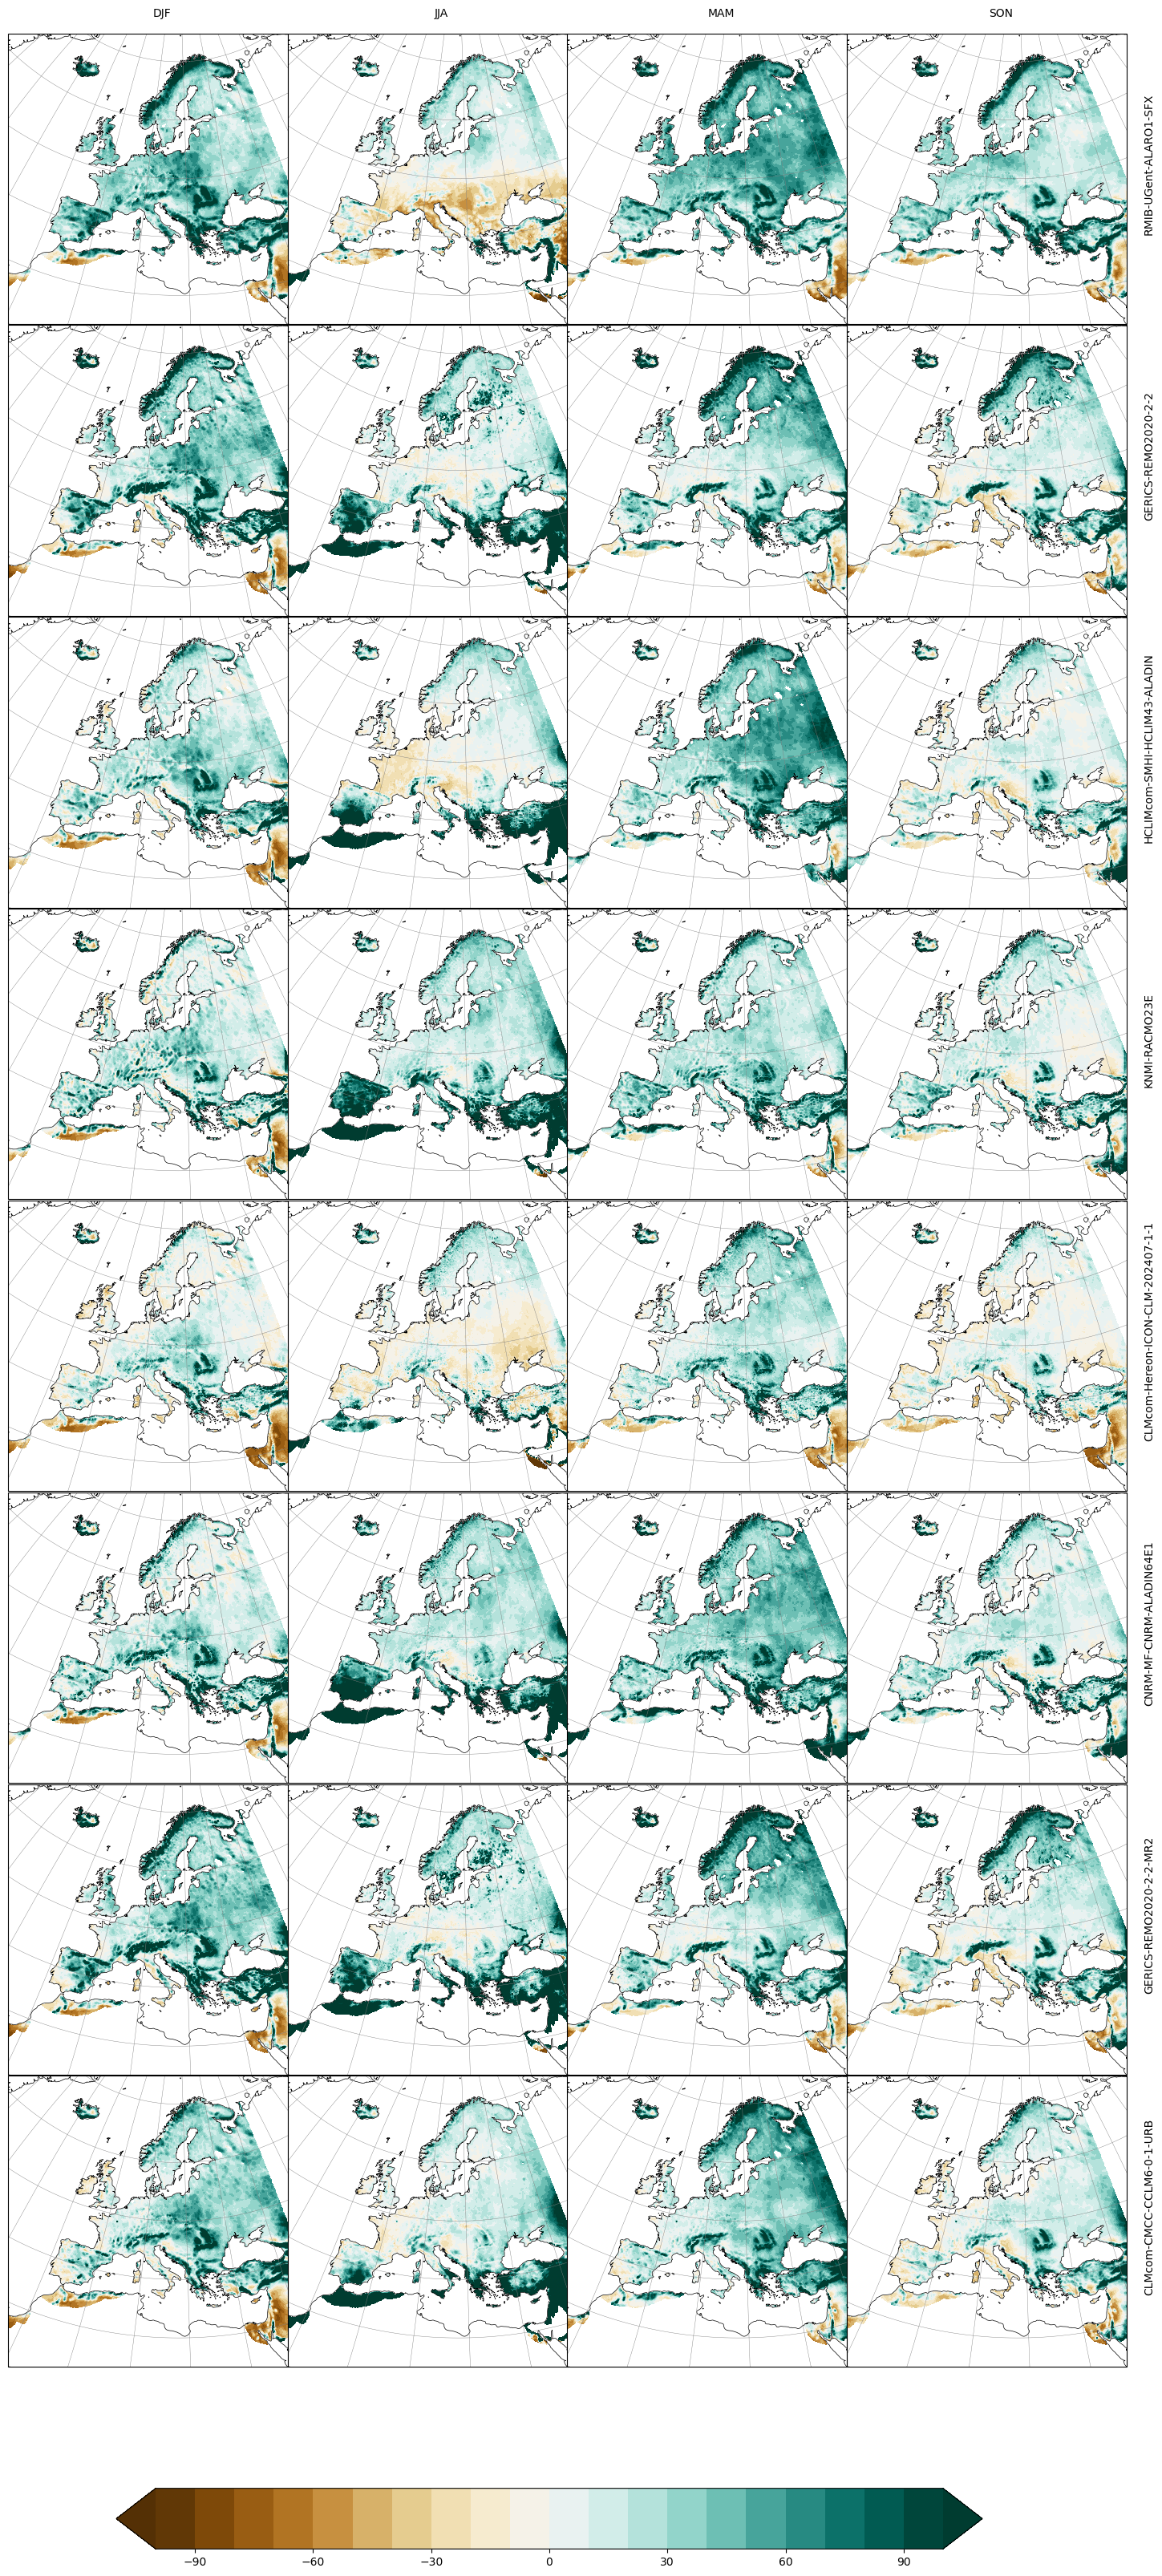 DJF JJA MAM SON
RMIB-UGent-ALARO1-SFX
GERICS-REMO2020-2-2
HCLIMcom-SMHI-HCLIM43-ALADIN
KNMI-RACMO23E
CLMcom-Hereon-ICON-CLM-202407-1-1
CNRM-MF-CNRM-ALADIN64E1
GERICS-REMO2020-2-2-MR2
CLMcom-CMCC-CCLM6-0-1-URB
−90 −60 −30 0 30 60 90